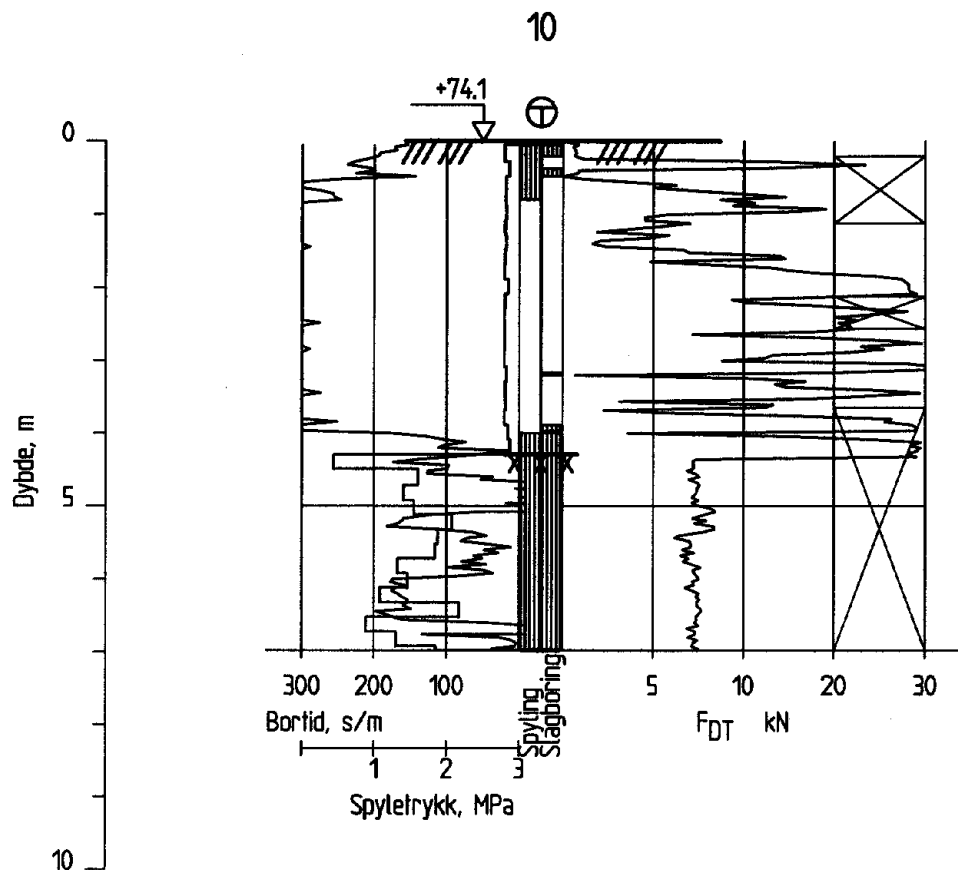 10
+74.1
0
5
10
Dybde, m
300 200 100
5 10 20 30
Bortid, s/m
Spyling
Slagboring
F_DT kN
1 2 3
Spyletrykk, MPa